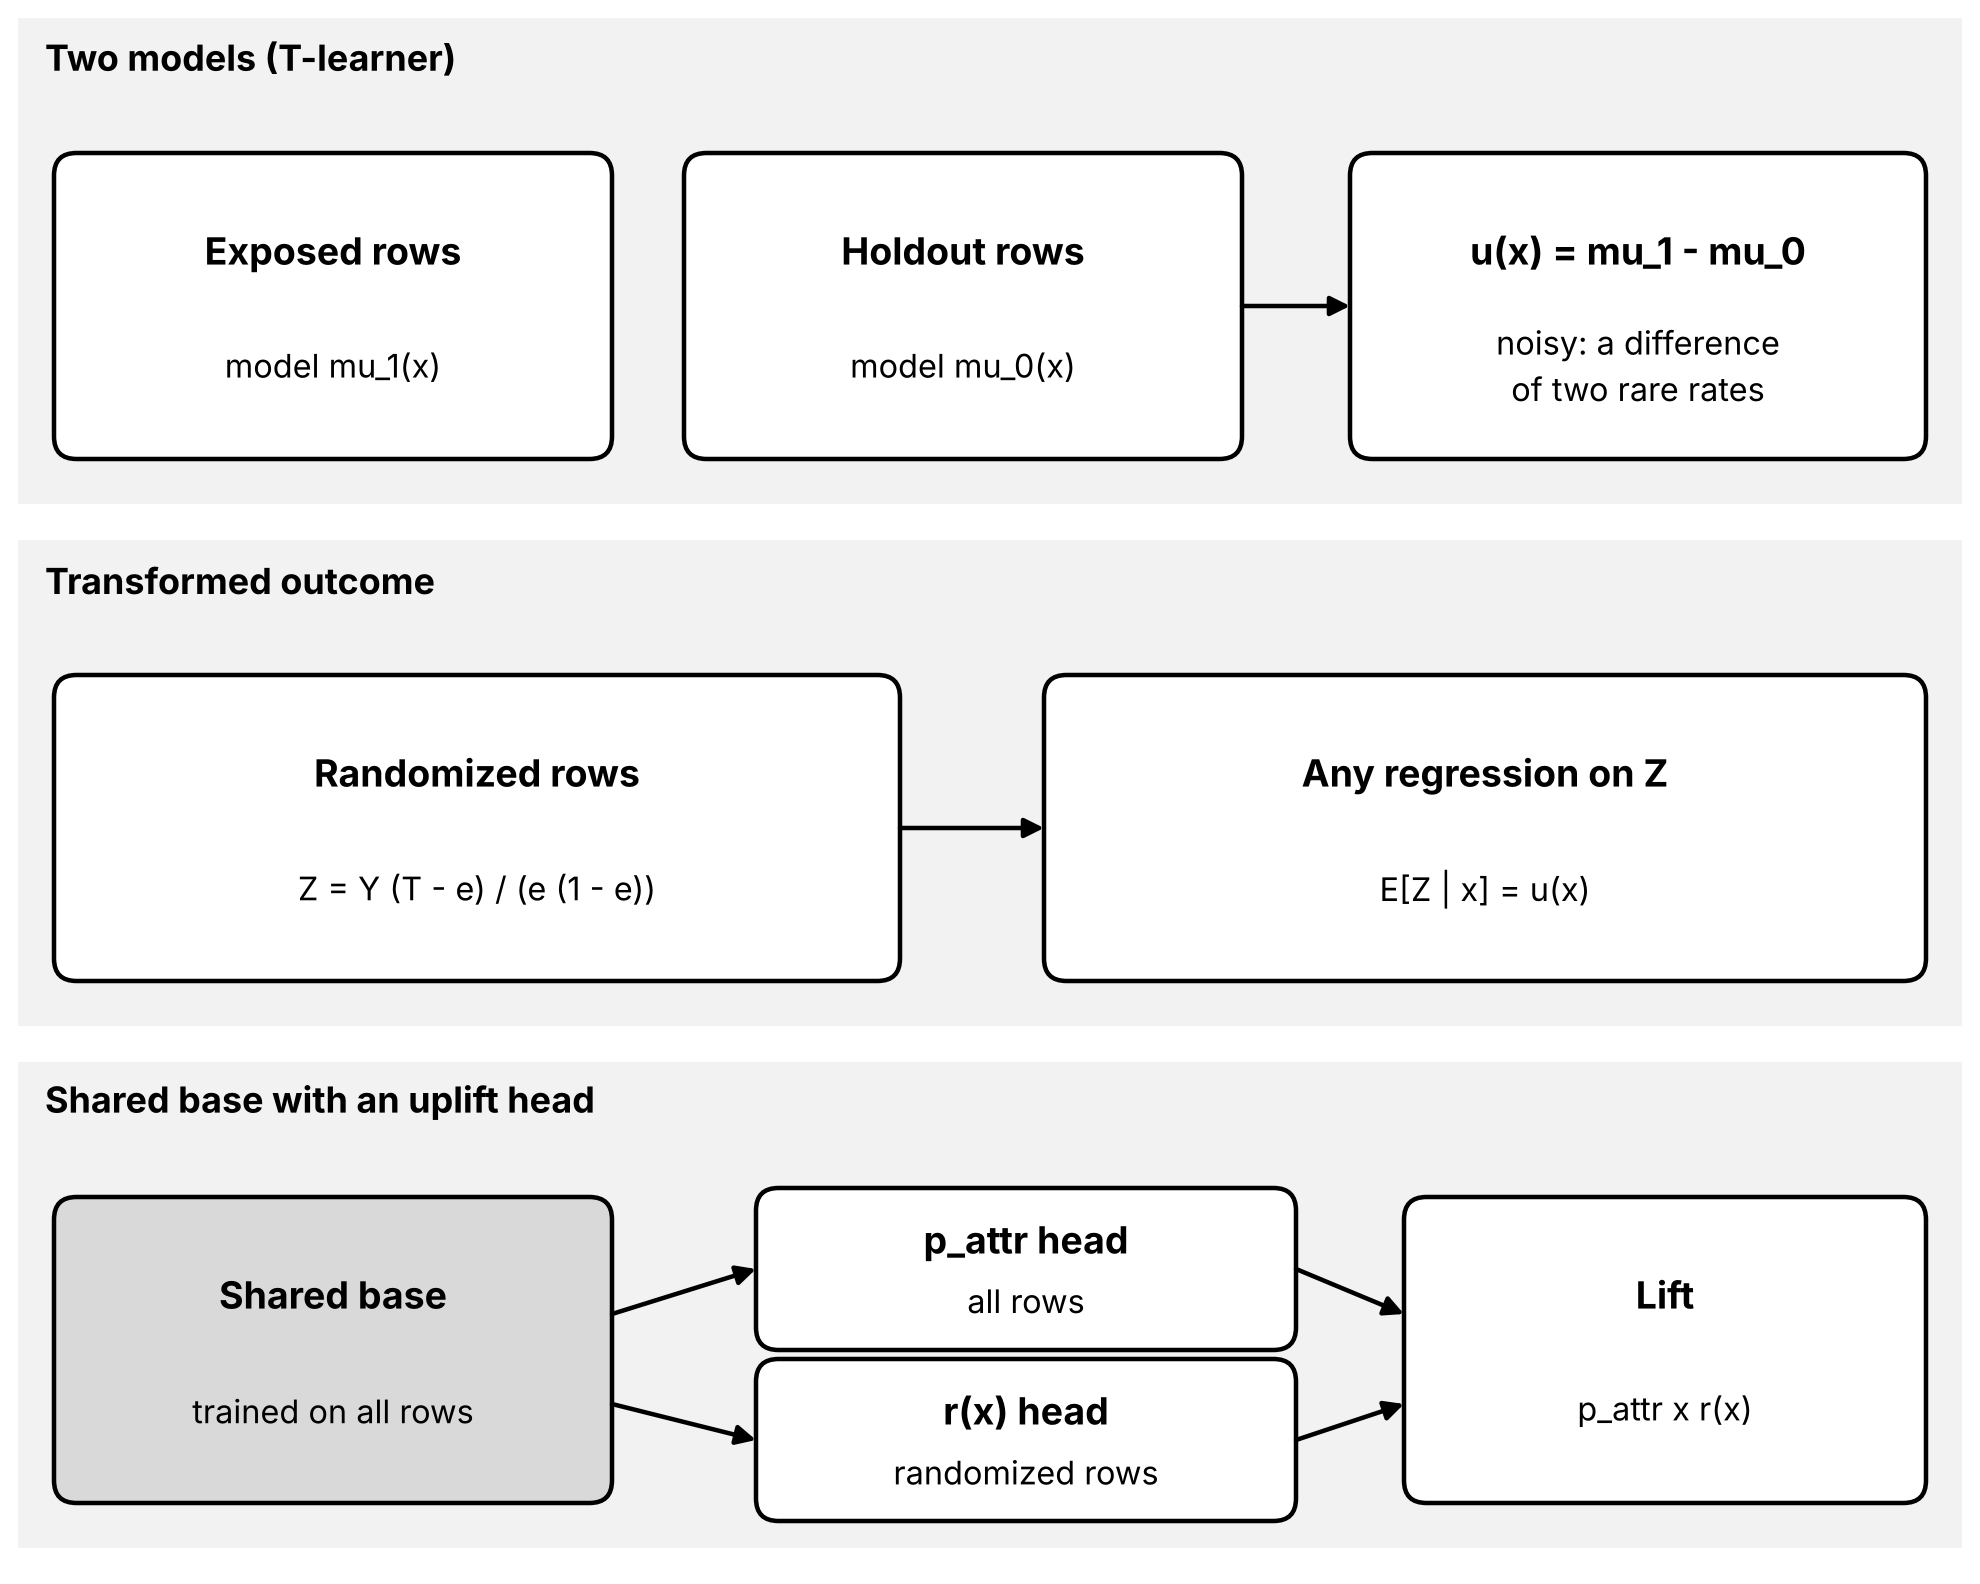 Two models (T-learner)
Exposed rows
model mu_1(x)
Holdout rows
model mu_0(x)
u(x) = mu_1 - mu_0
noisy: a difference
of two rare rates
Transformed outcome
Randomized rows
Z = Y (T - e) / (e (1 - e))
Any regression on Z
E[Z | x] = u(x)
Shared base with an uplift head
Shared base
trained on all rows
p_attr head
all rows
r(x) head
randomized rows
Lift
p_attr x r(x)